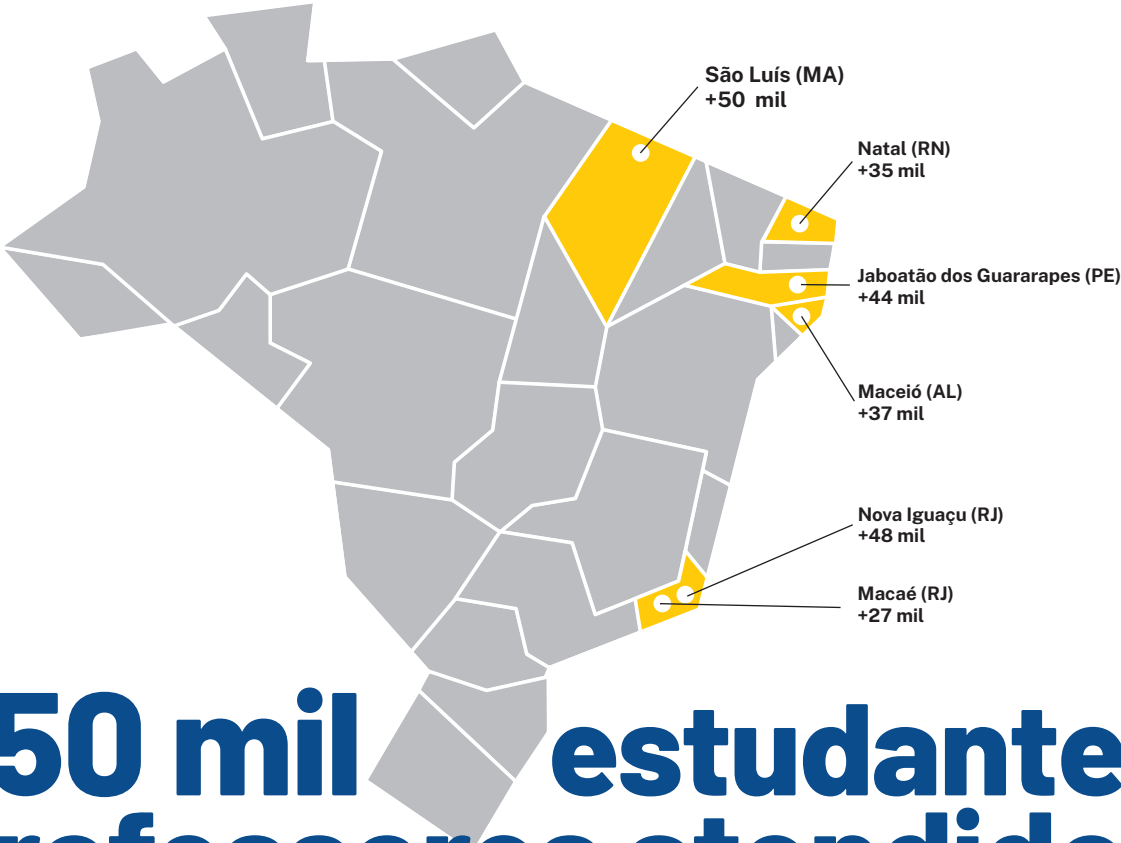 São Luís (MA)
+50 mil
Natal (RN)
+35 mil
Jaboatão dos Guararapes (PE)
+44 mil
Maceió (AL)
+37 mil
Nova Iguaçu (RJ)
+48 mil
Macaé (RJ)
+27 mil
50 mil estudante